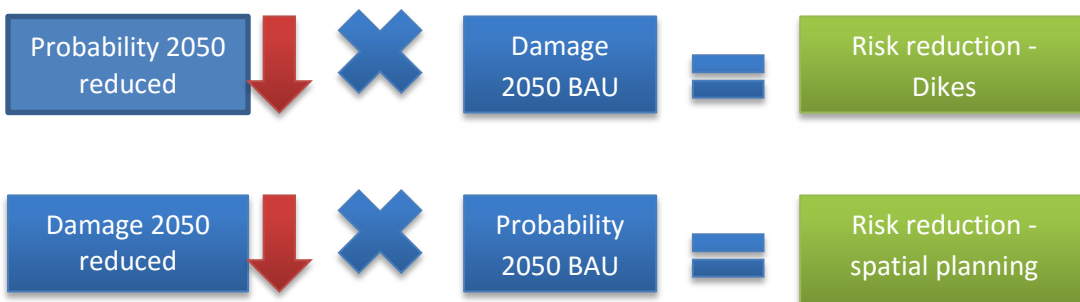 Probability 2050
reduced
Damage
2050 BAU
Risk reduction -
Dikes
Damage 2050
reduced
Probability
2050 BAU
Risk reduction -
spatial planning